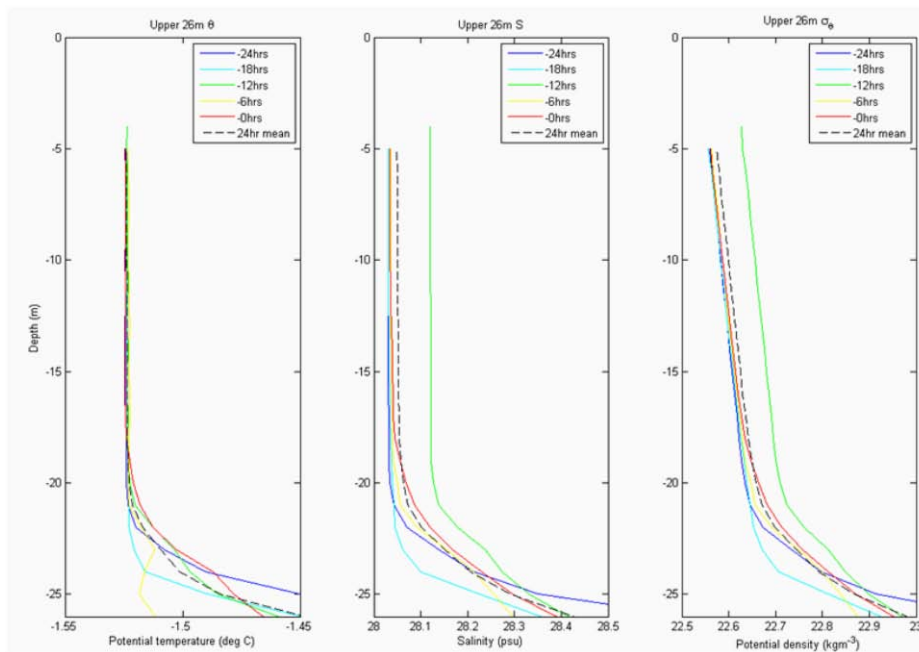 Upper 26m θ
0
-5
-10
-15
-20
-25
-1.55
-1.5
-1.45
Depth (m)
Potential temperature (deg C)
-24hrs
-18hrs
-12hrs
-6hrs
-0hrs
24hr mean
Upper 26m S
0
-5
-10
-15
-20
-25
28
28.1
28.2
28.3
28.4
28.5
Salinity (psu)
-24hrs
-18hrs
-12hrs
-6hrs
-0hrs
24hr mean
Upper 26m σθ
0
-5
-10
-15
-20
-25
22.5
22.6
22.7
22.8
22.9
23
Potential density (kgm⁻³)
-24hrs
-18hrs
-12hrs
-6hrs
-0hrs
24hr mean